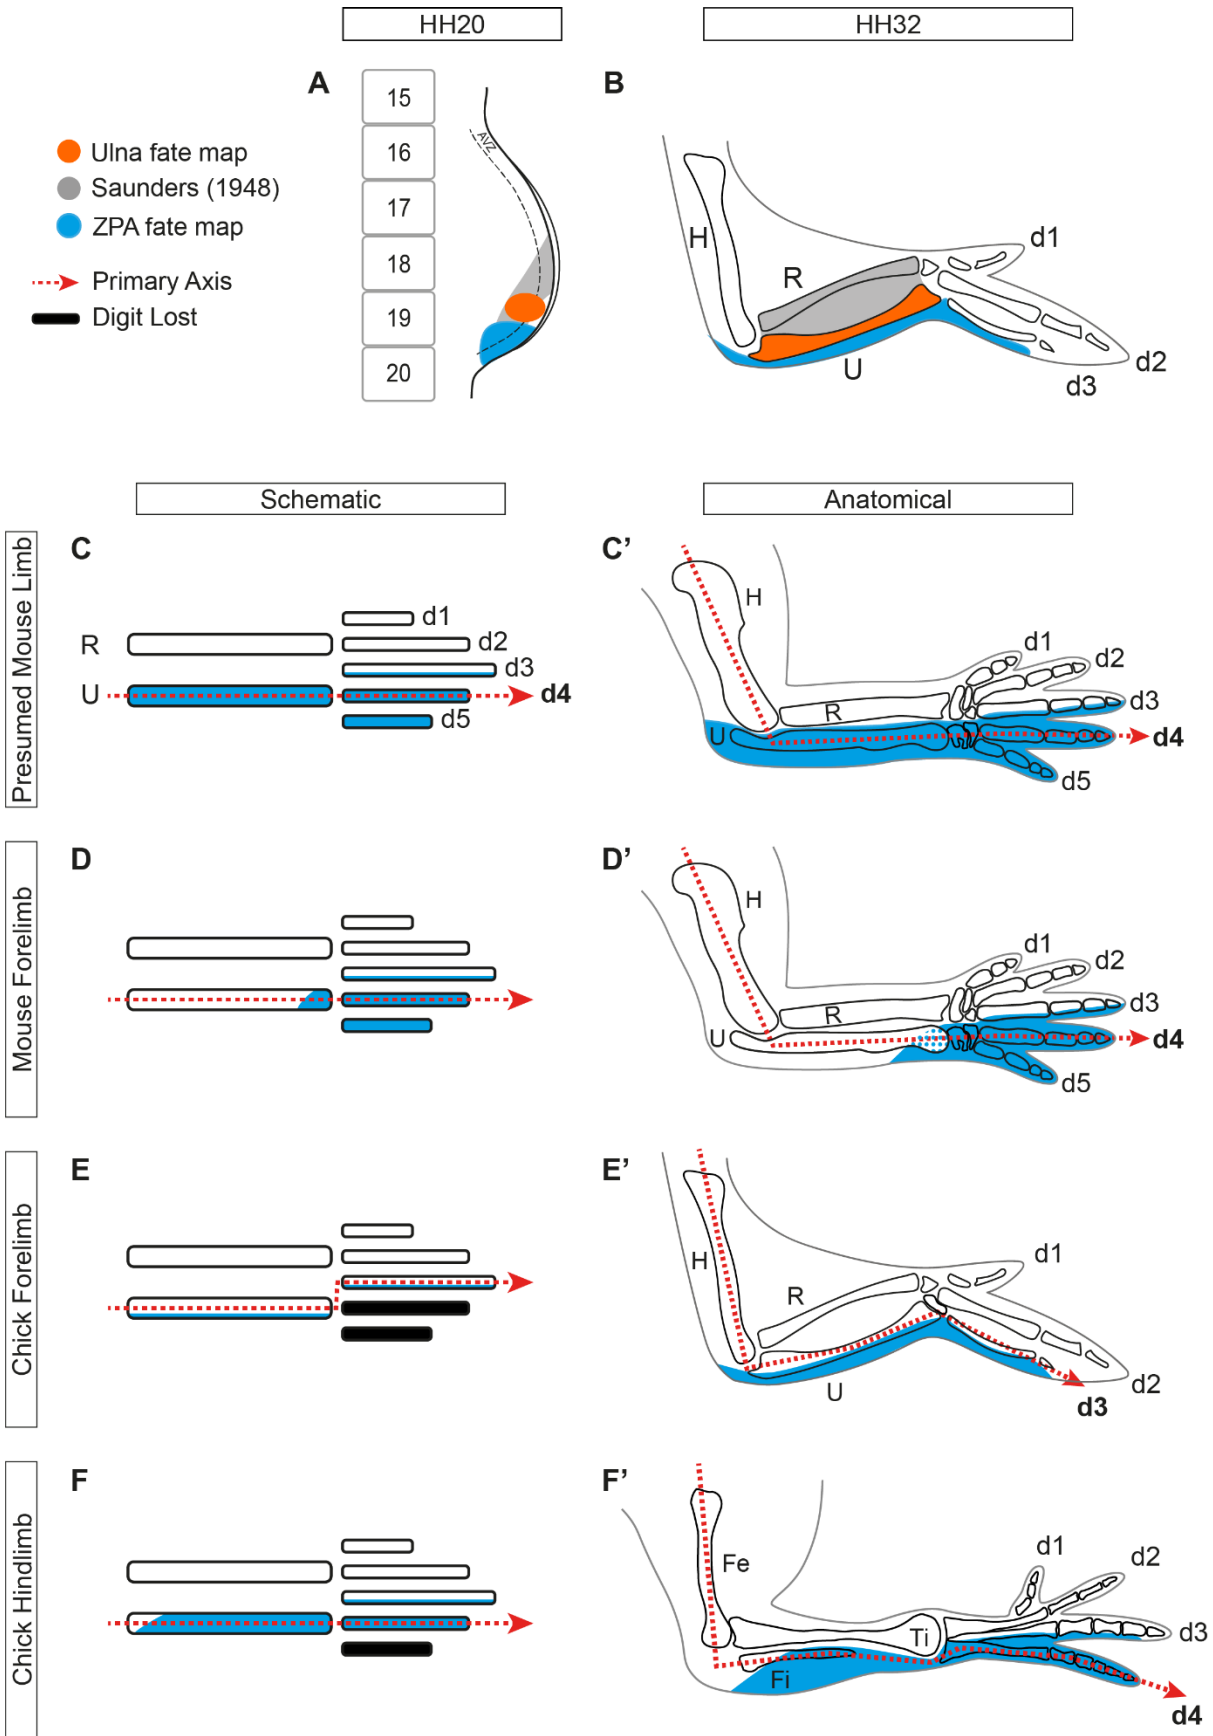 HH20
HH32
A
B
15
16
17
18
19
20
AVZ
Ulna fate map
Saunders (1948)
ZPA fate map
Primary Axis
Digit Lost
H
R
U
d1
d2
d3
Schematic
Anatomical
Presumed Mouse Limb
C
R
U
d1
d2
d3
d4
d5
C'
H
R
U
d1
d2
d3
d4
d5
Mouse Forelimb
D
D'
H
R
U
d1
d2
d3
d4
d5
Chick Forelimb
E
E'
H
R
U
d1
d2
d3
Chick Hindlimb
F
F'
Fe
Ti
Fi
d1
d2
d3
d4